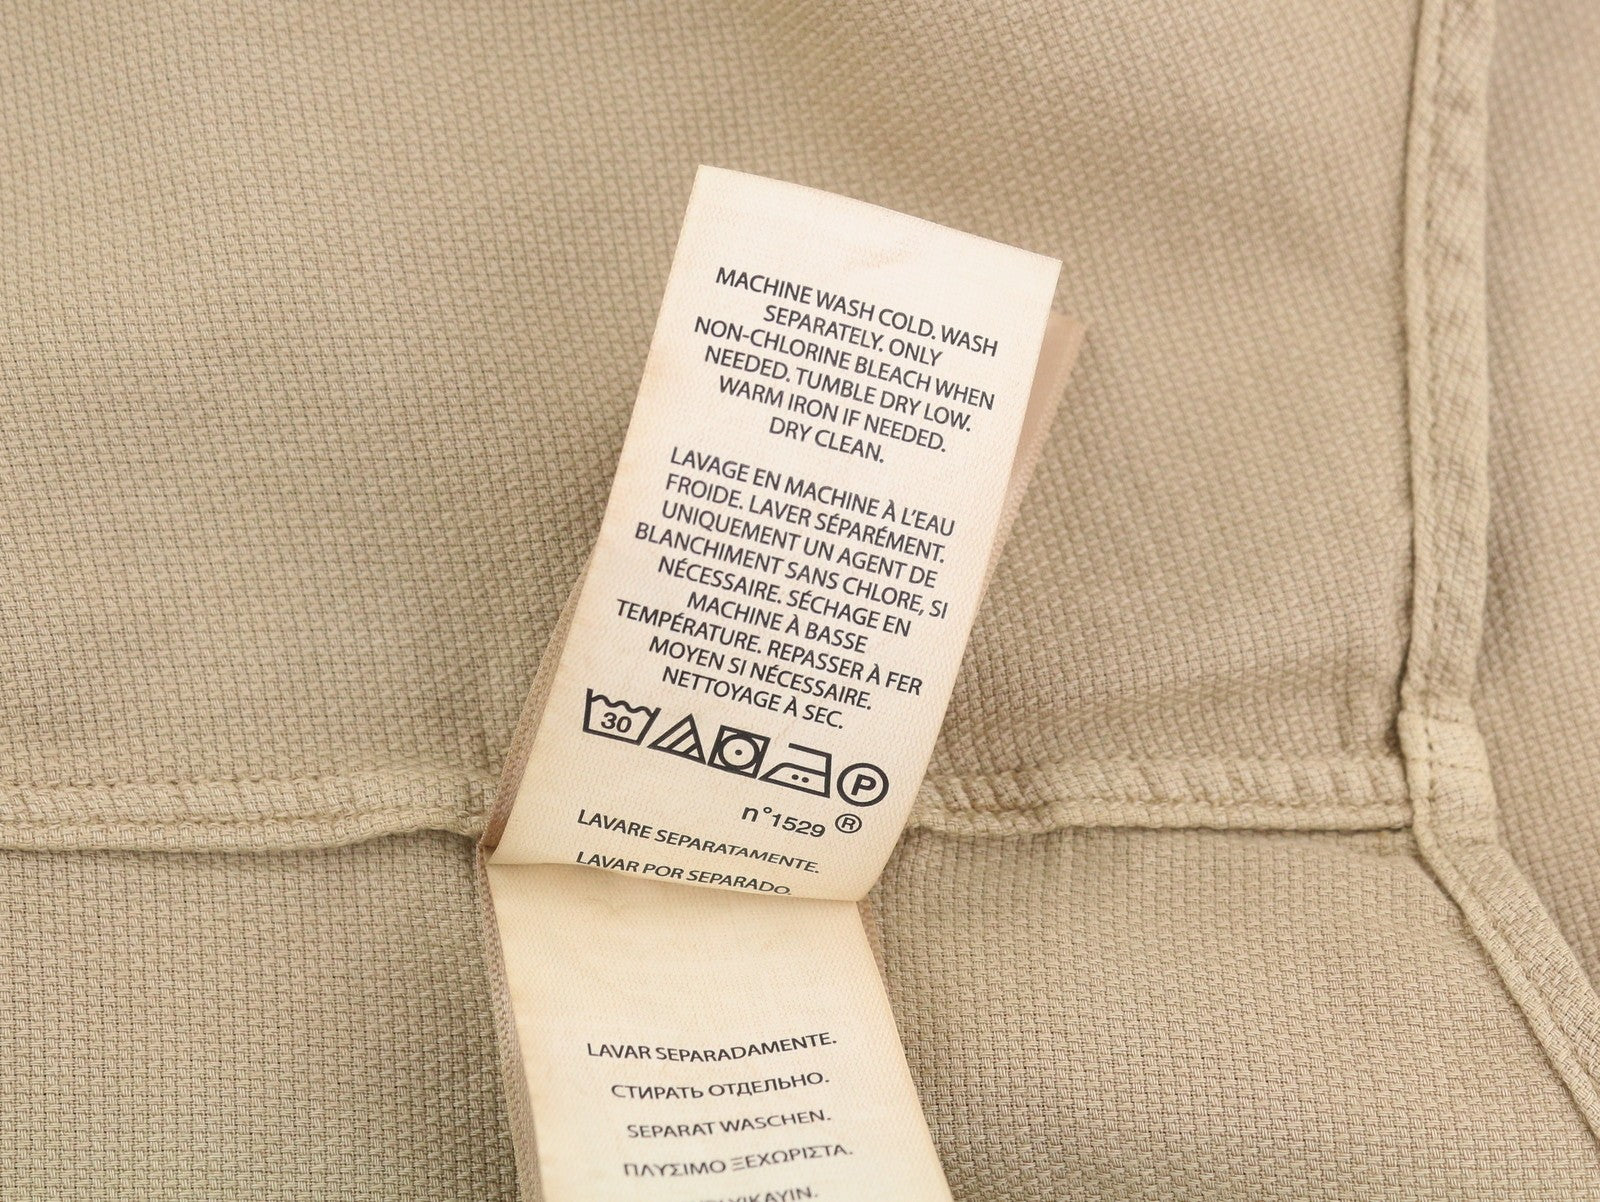 MACHINE WASH COLD. WASH
SEPARATELY. ONLY
NON-CHLORINE BLEACH WHEN
NEEDED. TUMBLE DRY LOW.
WARM IRON IF NEEDED.
DRY CLEAN.
LAVAGE EN MACHINE À L'EAU
FROIDE. LAVER SÉPARÉMENT.
UNIQUEMENT UN AGENT DE
BLANCHIMENT SANS CHLORE, SI
NÉCESSAIRE. SÉCHAGE EN
MACHINE À BASSE
TEMPÉRATURE. REPASSER À FER
MOYEN SI NÉCESSAIRE.
NETTOYAGE À SEC.
30 P
n°1529 ®
LAVARE SEPARATAMENTE.
LAVAR POR SEPARADO.
LAVAR SEPARADAMENTE.
СТИРАТЬ ОТДЕЛЬНО.
SEPARAT WASCHEN.
ΠΛΥΣΙΜΟ ΞΕΧΩΡΙΣΤΑ.
YIKAYIN.